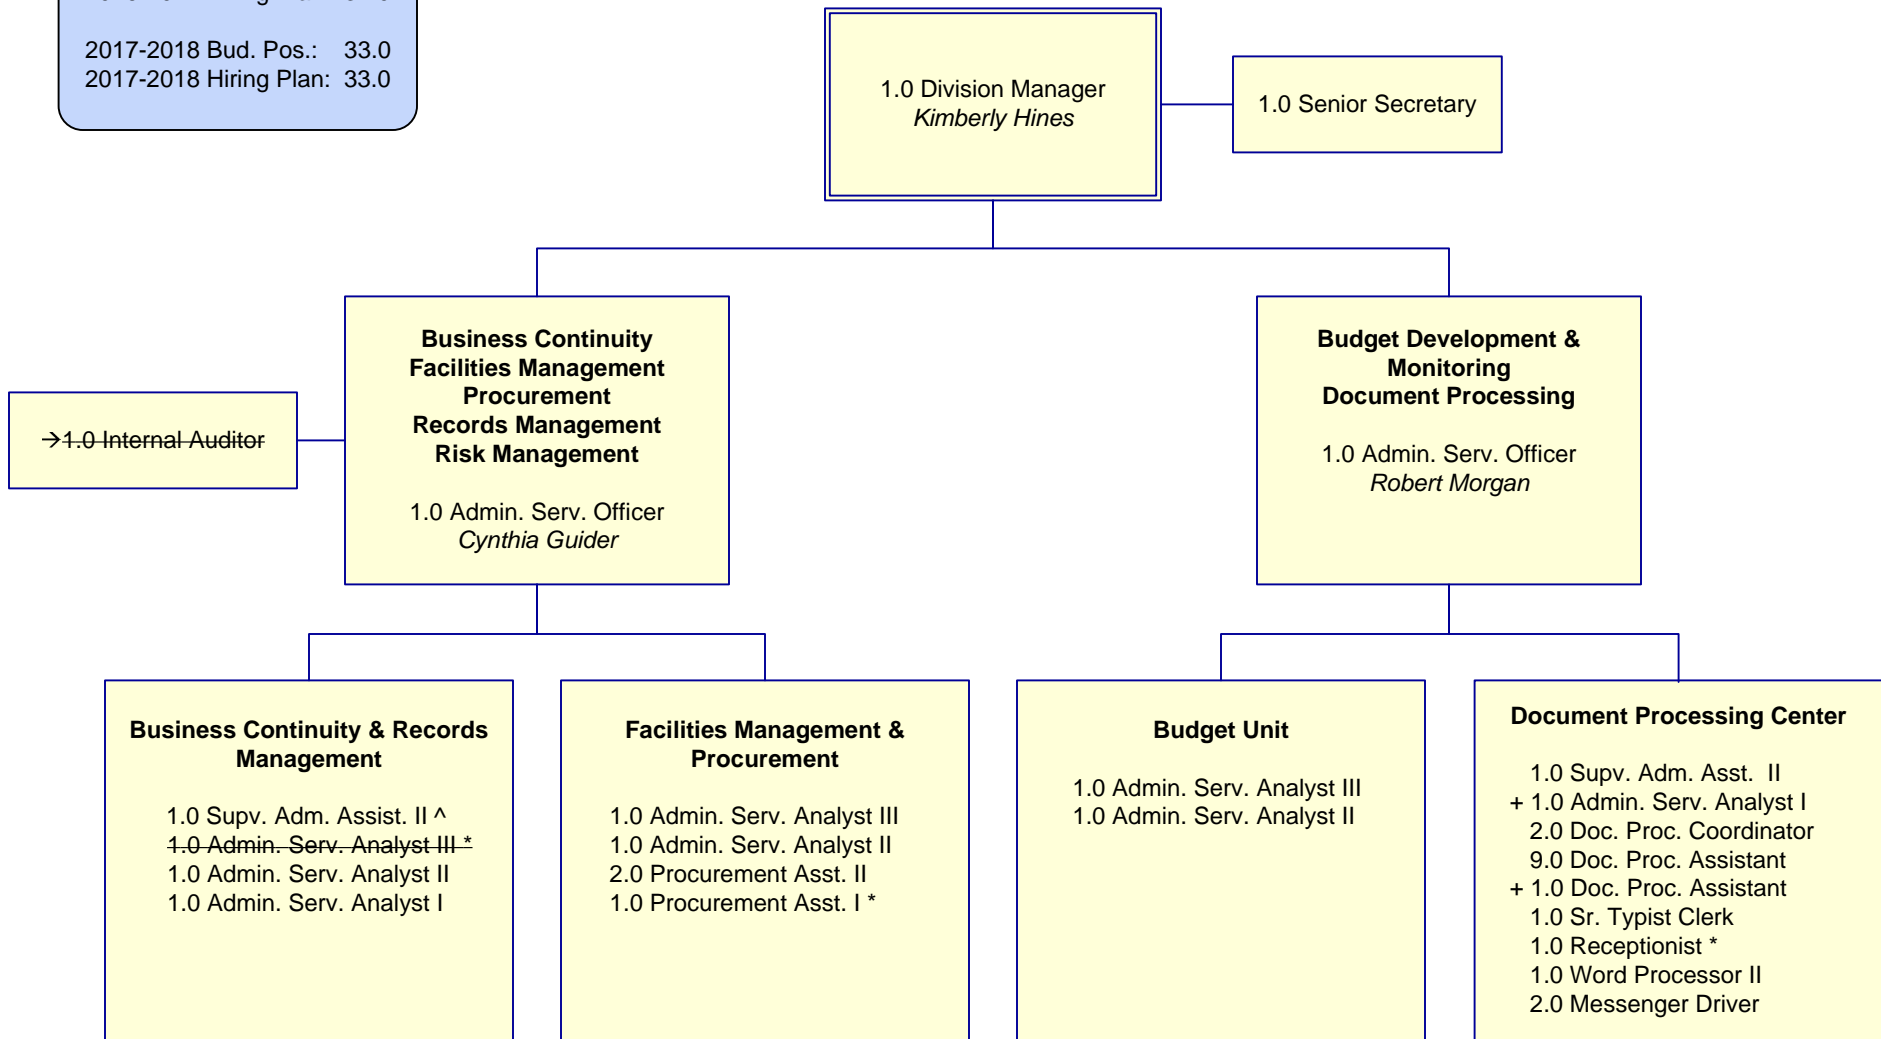 2017-2018 Bud. Pos.: 33.0
2017-2018 Hiring Plan: 33.0
1.0 Division Manager
Kimberly Hines
1.0 Senior Secretary
Business Continuity
Facilities Management
Procurement
Records Management
Risk Management
1.0 Admin. Serv. Officer
Cynthia Guider
→1.0 Internal Auditor
Budget Development &
Monitoring
Document Processing
1.0 Admin. Serv. Officer
Robert Morgan
Business Continuity & Records
Management
1.0 Supv. Adm. Assist. II ^
1.0 Admin. Serv. Analyst III *
1.0 Admin. Serv. Analyst II
1.0 Admin. Serv. Analyst I
Facilities Management &
Procurement
1.0 Admin. Serv. Analyst III
1.0 Admin. Serv. Analyst II
2.0 Procurement Asst. II
1.0 Procurement Asst. I *
Budget Unit
1.0 Admin. Serv. Analyst III
1.0 Admin. Serv. Analyst II
Document Processing Center
1.0 Supv. Adm. Asst. II
+ 1.0 Admin. Serv. Analyst I
2.0 Doc. Proc. Coordinator
9.0 Doc. Proc. Assistant
+ 1.0 Doc. Proc. Assistant
1.0 Sr. Typist Clerk
1.0 Receptionist *
1.0 Word Processor II
2.0 Messenger Driver